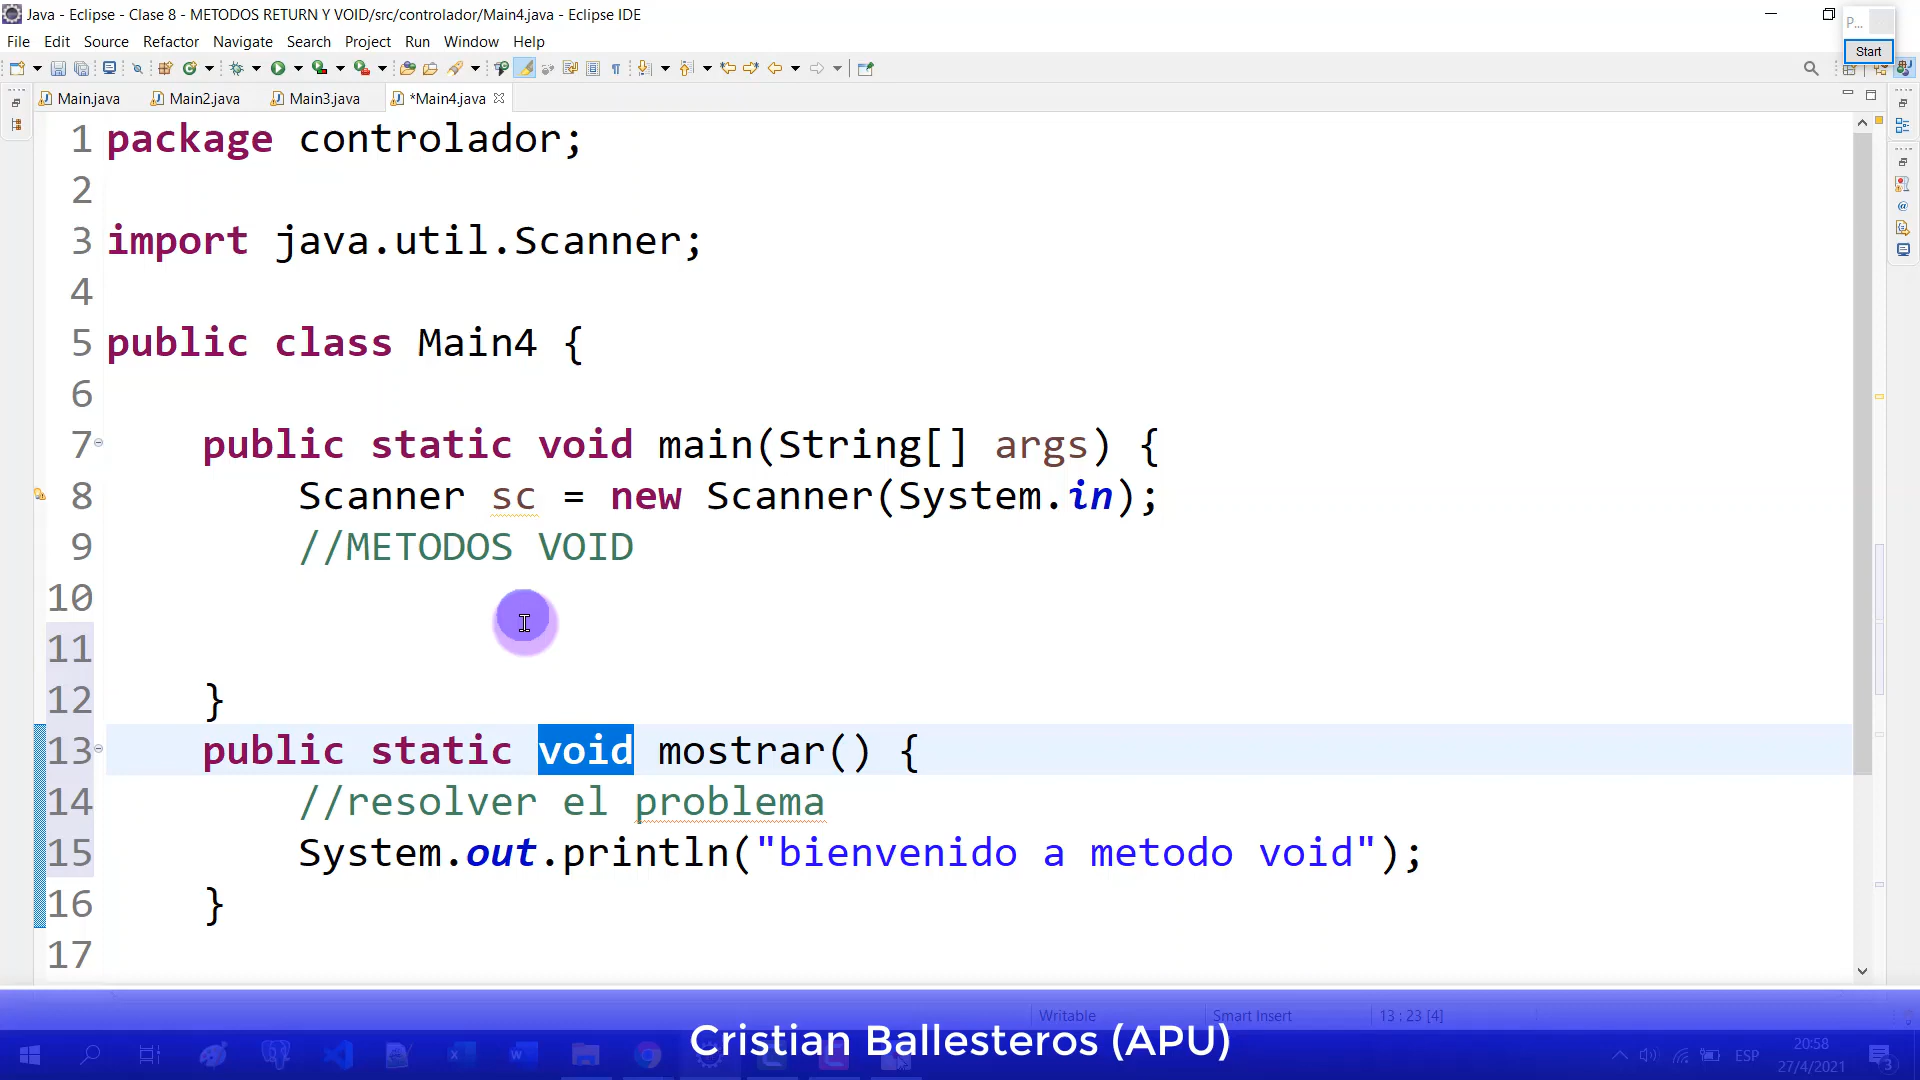 Java - Eclipse - Clase 8 - METODOS RETURN Y VOID/src/controlador/Main4.java - Eclipse IDE
P...
Start
File Edit Source Refactor Navigate Search Project Run Window Help
Main.java Main2.java Main3.java *Main4.java
1 package controlador;
2
3 import java.util.Scanner;
4
5 public class Main4 {
6
7 public static void main(String[] args) {
8 Scanner sc = new Scanner(System.in);
9 //METODOS VOID
10
11
12 }
13 public static void mostrar() {
14 //resolver el problema
15 System.out.println("bienvenido a metodo void");
16 }
17
Writable Smart Insert 13 : 23 [4]
Cristian Ballesteros (APU)
ESP
20:58
27/4/2021
3